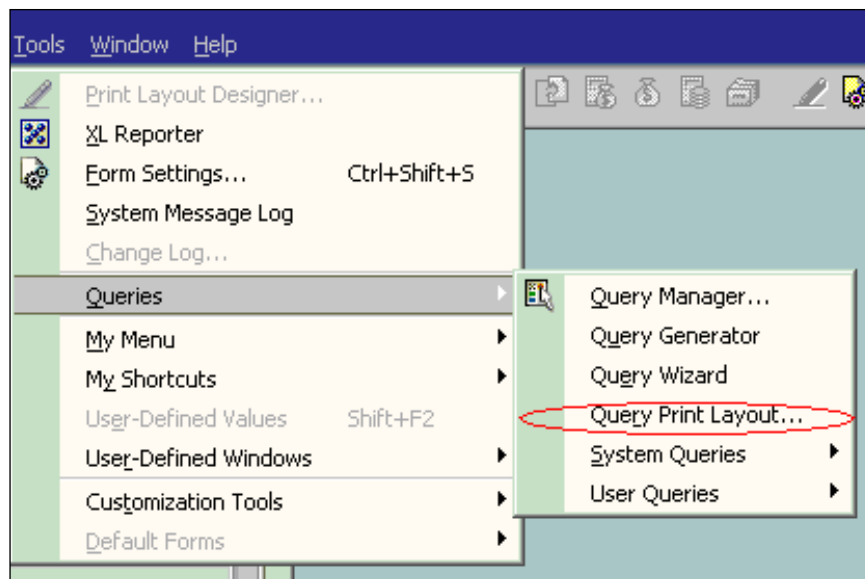 Tools Window Help
Print Layout Designer...
XL Reporter
Form Settings... Ctrl+Shift+S
System Message Log
Change Log...
Queries
My Menu
My Shortcuts
User-Defined Values Shift+F2
User-Defined Windows
Customization Tools
Default Forms
Query Manager...
Query Generator
Query Wizard
Query Print Layout...
System Queries
User Queries